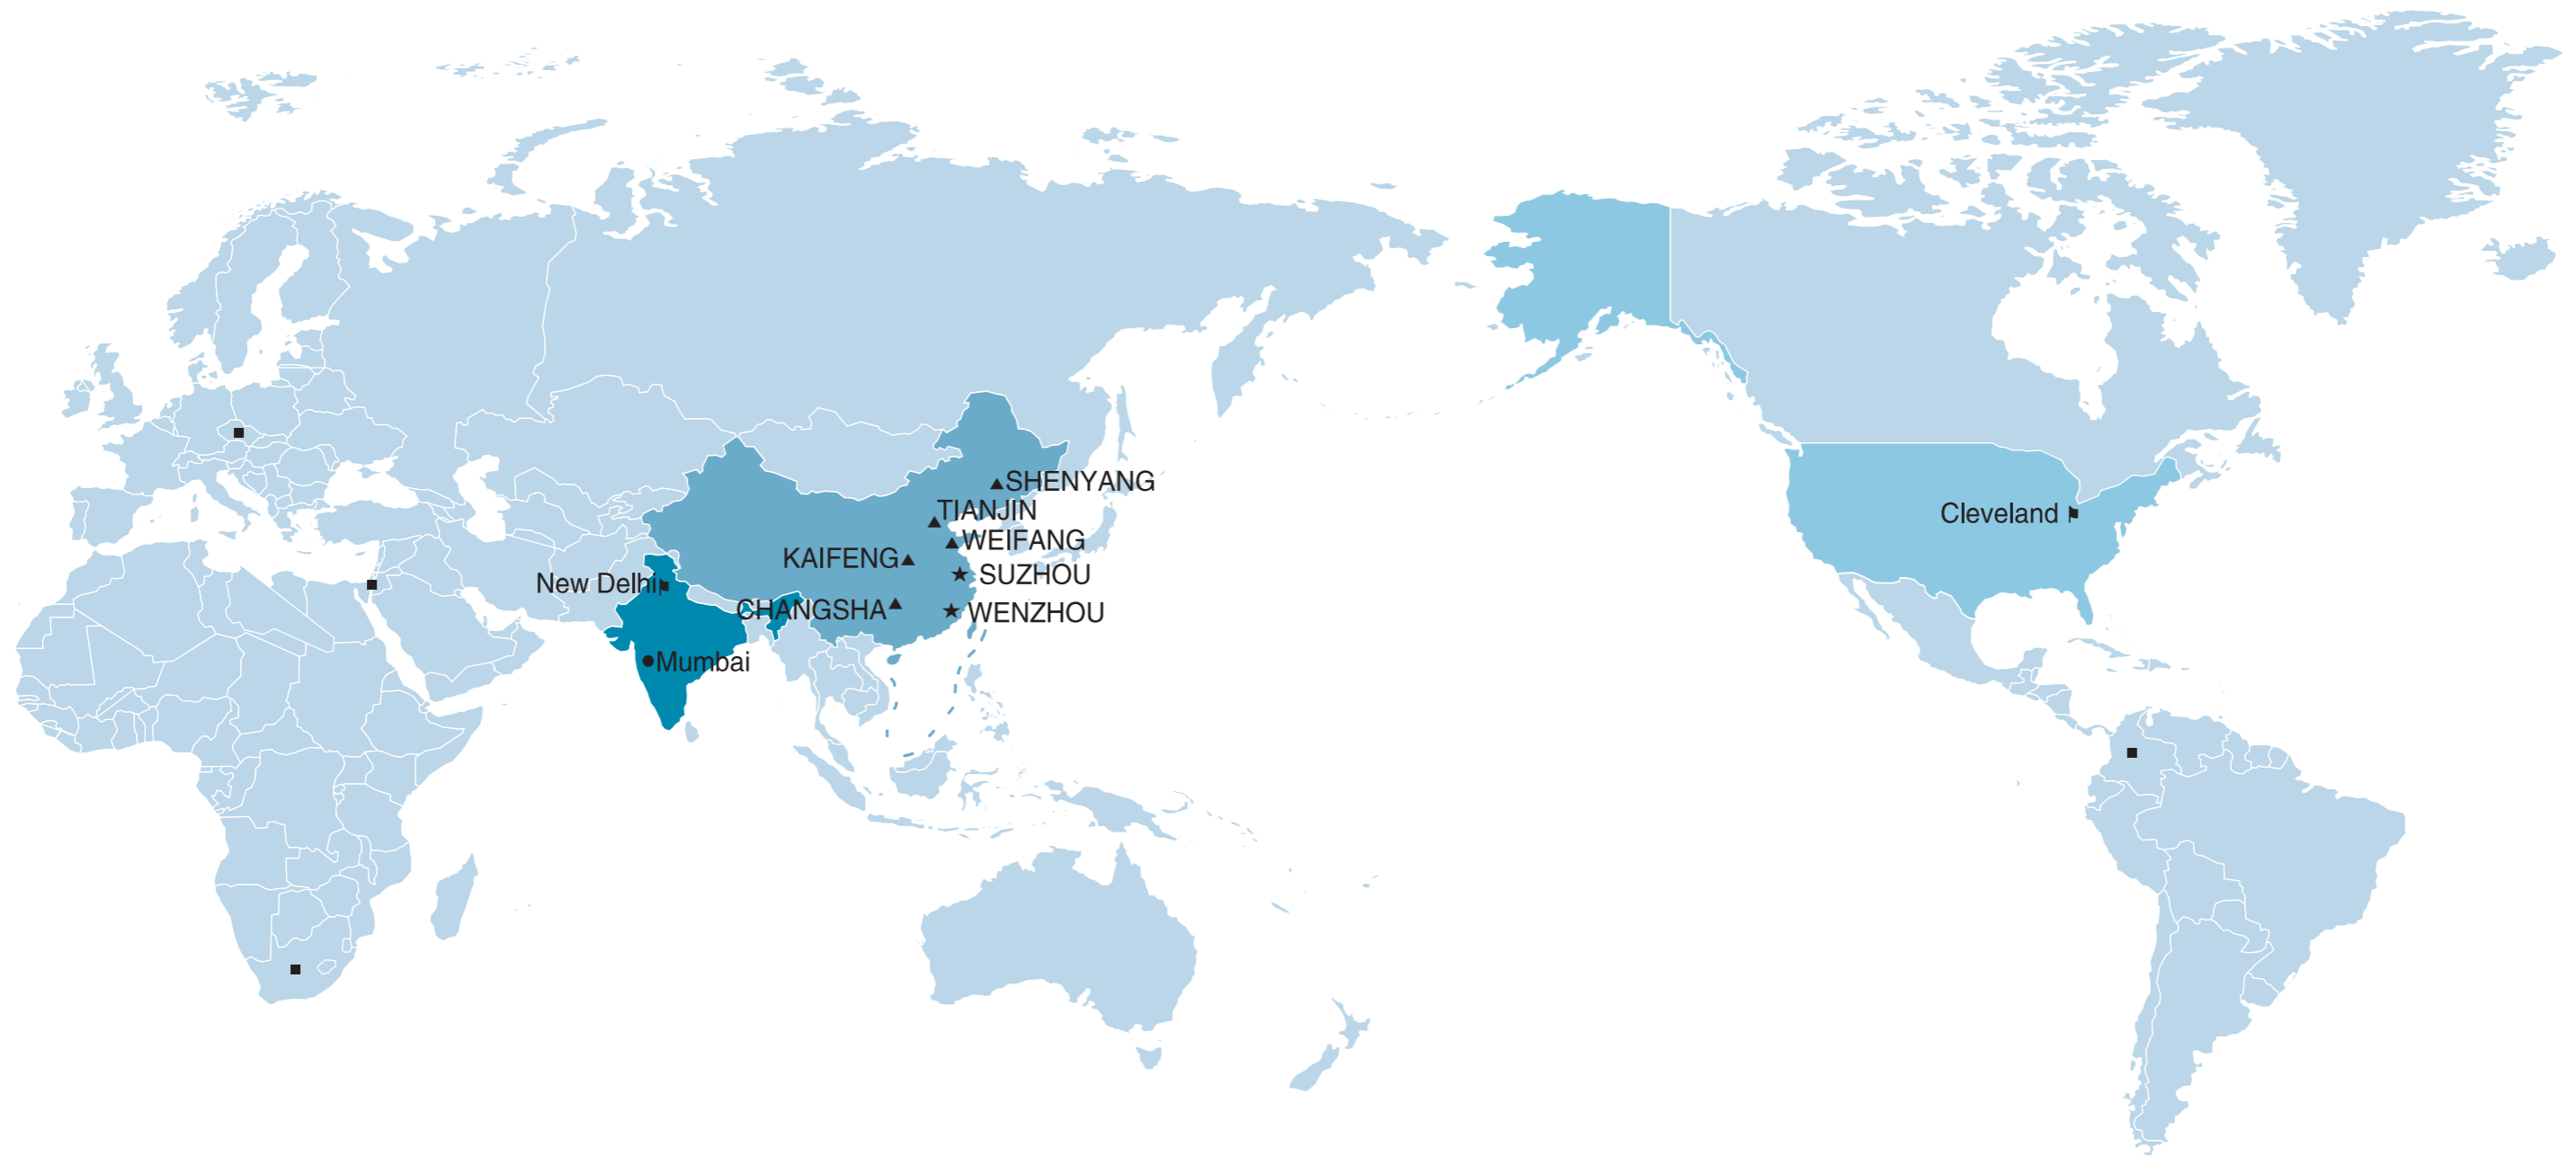 SHENYANG
TIANJIN
WEIFANG
KAIFENG
SUZHOU
New Delhi
CHANGSHA
WENZHOU
Mumbai
Cleveland